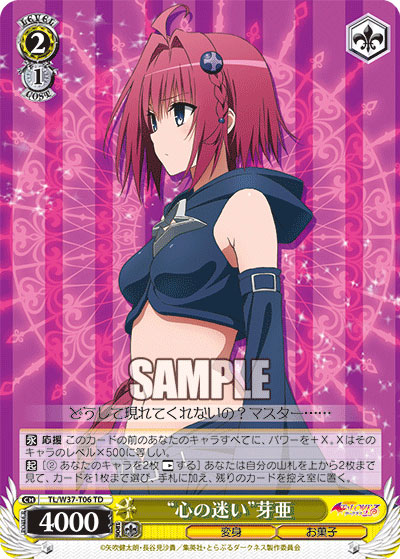 LEVEL
2
1
COST
SAMPLE
どうして現れてくれないの?マスター……
永 応援 このカードの前のあなたのキャラすべてに、パワーを+X。Xはそ
のキャラのレベル×500に等しい。
起 [② あなたのキャラを2枚 する] あなたは自分の山札を上から2枚まで
見て、カードを1枚まで選び、手札に加え、残りのカードを控え室に置く。
CH TL/W37-T06 TD
4000
“心の迷い”芽亜
変身
お菓子
©矢吹健太朗・長谷見沙貴/集英社・とらぶるダークネス製作委員会